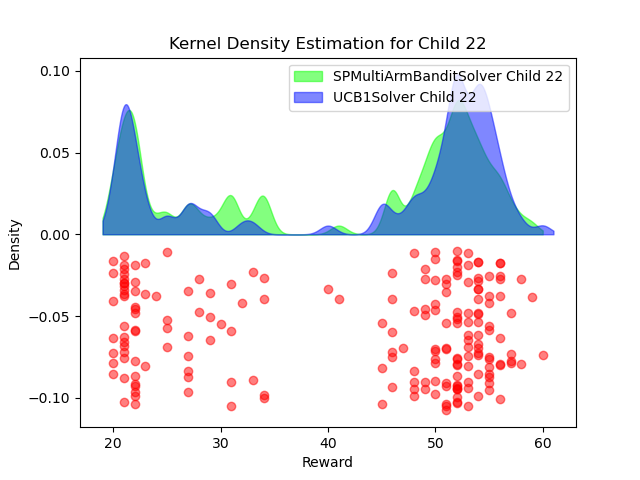 Kernel Density Estimation for Child 22
SPMultiArmBanditSolver Child 22
UCB1Solver Child 22
0.10
0.05
0.00
−0.05
−0.10
Density
20 30 40 50 60
Reward